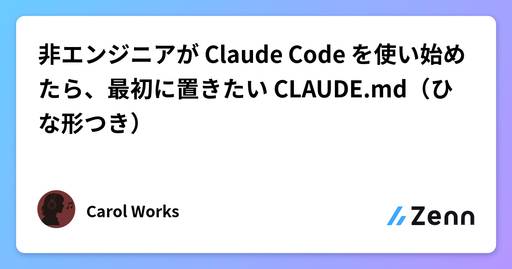 非エンジニアが Claude Code を使い始め
たら、最初に置きたい CLAUDE.md（ひ
な形つき）
Carol Works
Zenn